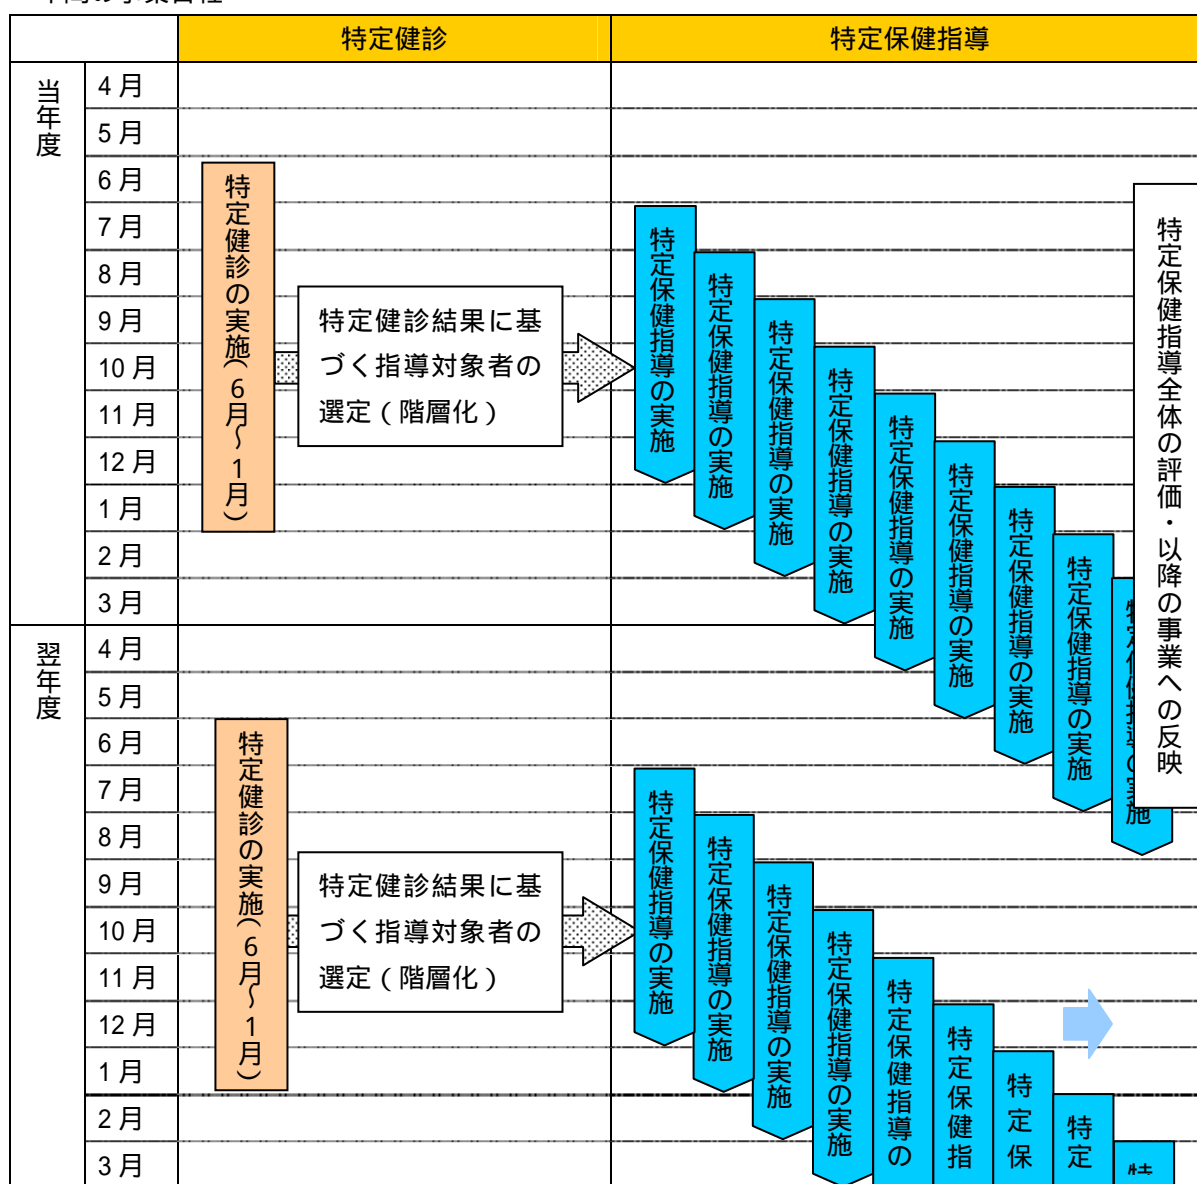 特定健診
特定保健指導
当年度
4月
5月
6月
7月
8月
9月
10月
11月
12月
1月
2月
3月
特定健診の実施(6月～1月)
特定健診結果に基
づく指導対象者の
選定（階層化）
特定保健指導の実施
特定保健指導の実施
特定保健指導の実施
特定保健指導の実施
特定保健指導の実施
特定保健指導の実施
特定保健指導の実施
特定保健指導の実施
特定保健指導全体の評価・以降の事業への反映
翌年度
4月
5月
6月
7月
8月
9月
10月
11月
12月
1月
2月
3月
特定健診の実施(6月～1月)
特定健診結果に基
づく指導対象者の
選定（階層化）
特定保健指導の実施
特定保健指導の実施
特定保健指導の実施
特定保健指導の実施
特定保健指導の
特定保健指
特定保
特定